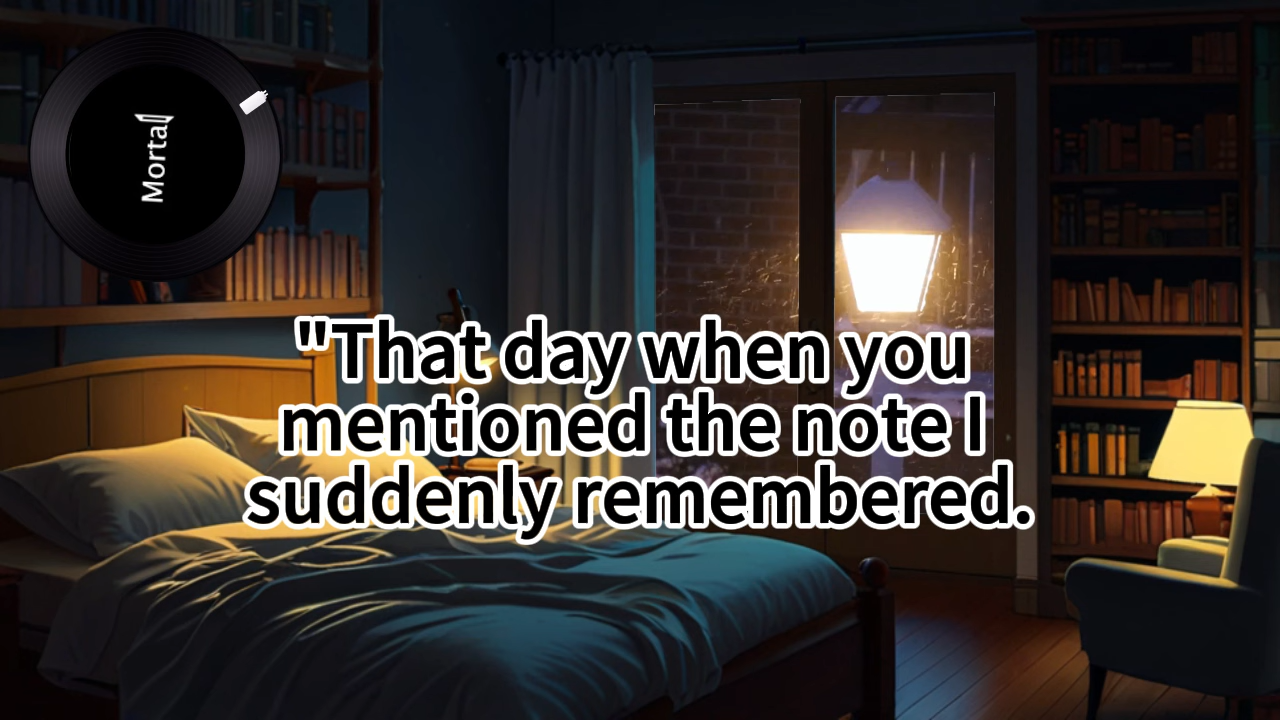 Mortal
"That day when you
mentioned the note I
suddenly remembered.